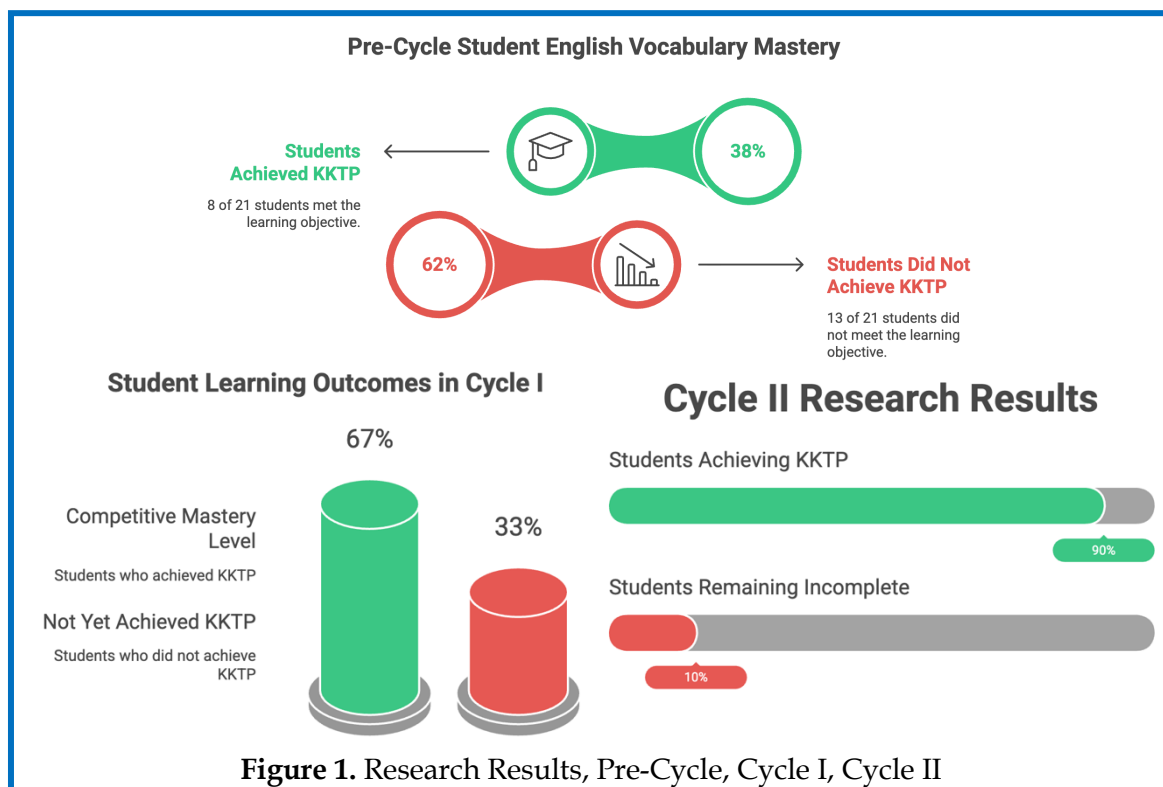 Pre-Cycle Student English Vocabulary Mastery
Students
Achieved KKTP
8 of 21 students met the
learning objective.
38%
62%
Students Did Not
Achieve KKTP
13 of 21 students did
not meet the learning
objective.
Student Learning Outcomes in Cycle I
67%
33%
Competitive Mastery
Level
Students who achieved KKTP
Not Yet Achieved KKTP
Students who did not achieve
KKTP
Cycle II Research Results
Students Achieving KKTP
90%
Students Remaining Incomplete
10%
Figure 1. Research Results, Pre-Cycle, Cycle I, Cycle II